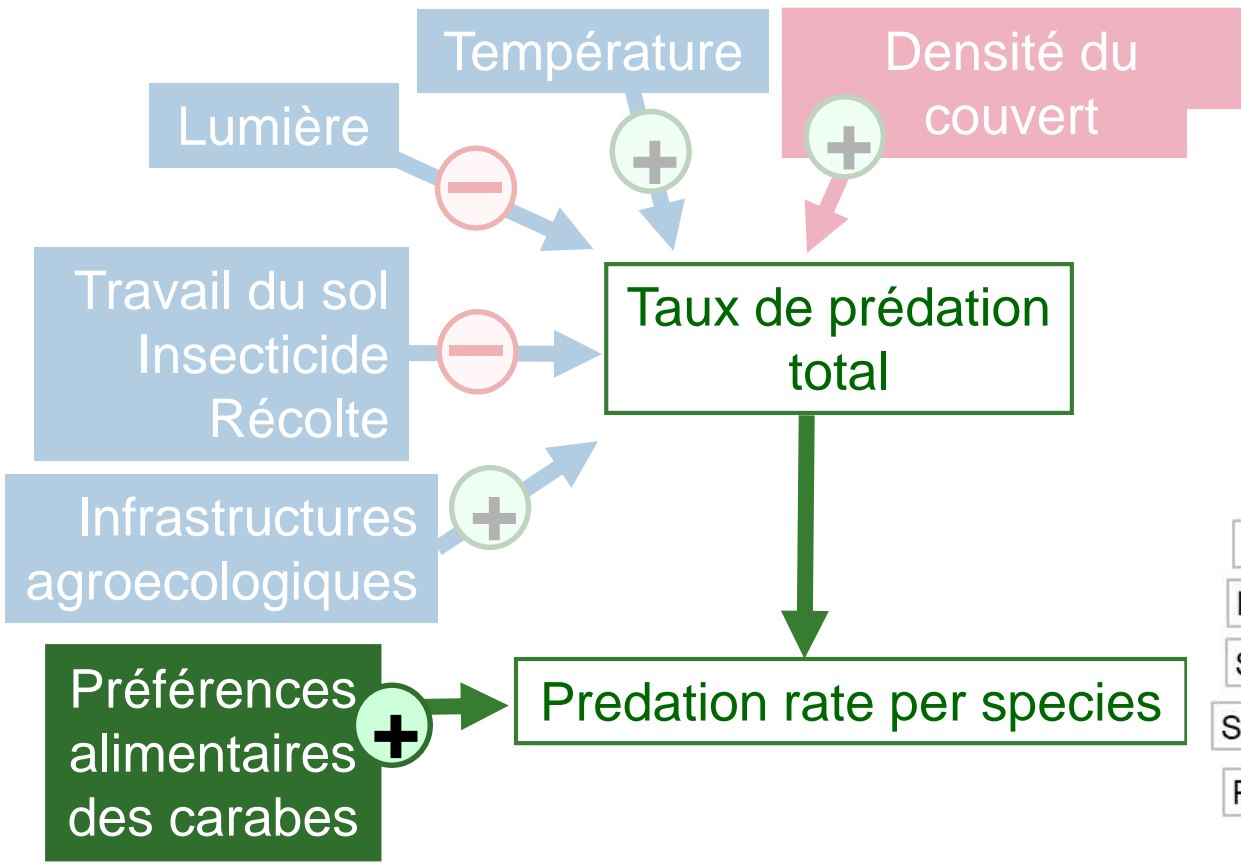 Température
Densité du
couvert
Lumière
+
+
−
Travail du sol
Insecticide
Récolte
−
Taux de prédation
total
Infrastructures
agroecologiques
+
Préférences
alimentaires
des carabes
+
Predation rate per species